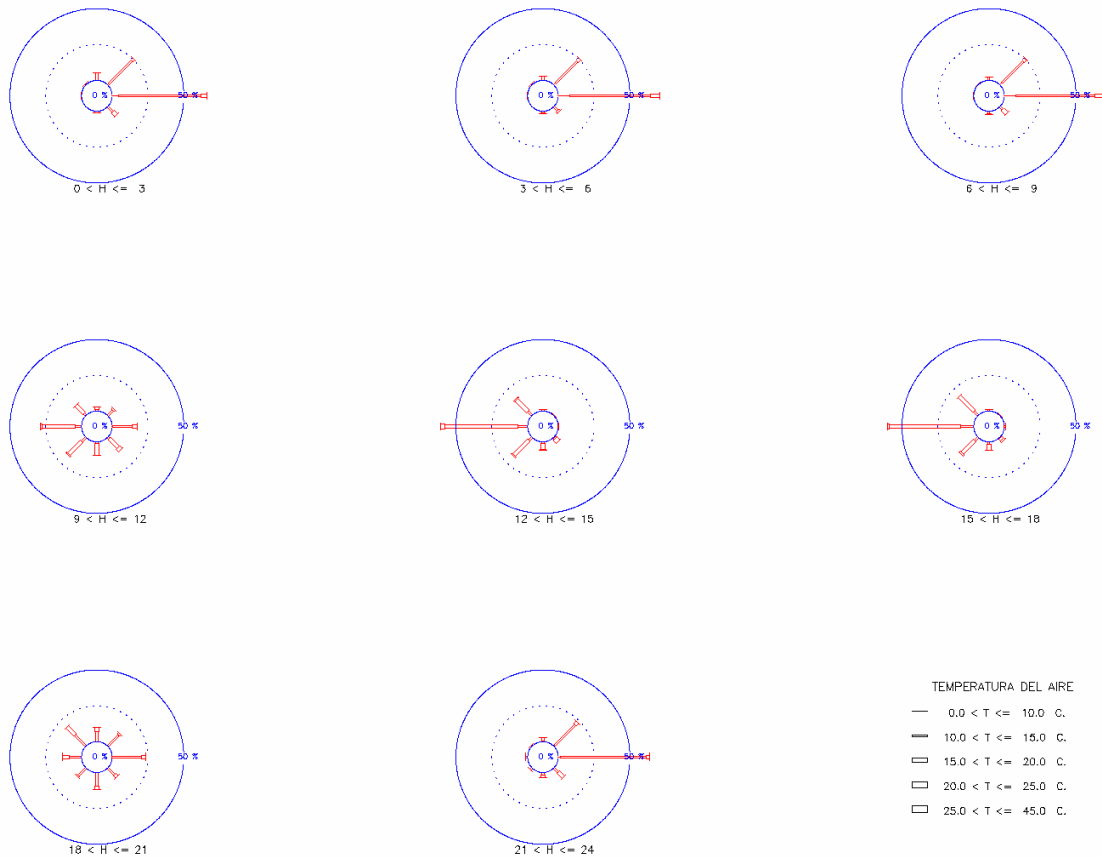 0 % 50 %
0 < H <= 3
0 % 50 %
3 < H <= 6
0 % 50 %
6 < H <= 9
0 % 50 %
9 < H <= 12
0 % 50 %
12 < H <= 15
0 % 50 %
15 < H <= 18
0 % 50 %
18 < H <= 21
0 % 50 %
21 < H <= 24
TEMPERATURA DEL AIRE
0.0 < T <= 10.0 C.
10.0 < T <= 15.0 C.
15.0 < T <= 20.0 C.
20.0 < T <= 25.0 C.
25.0 < T <= 45.0 C.